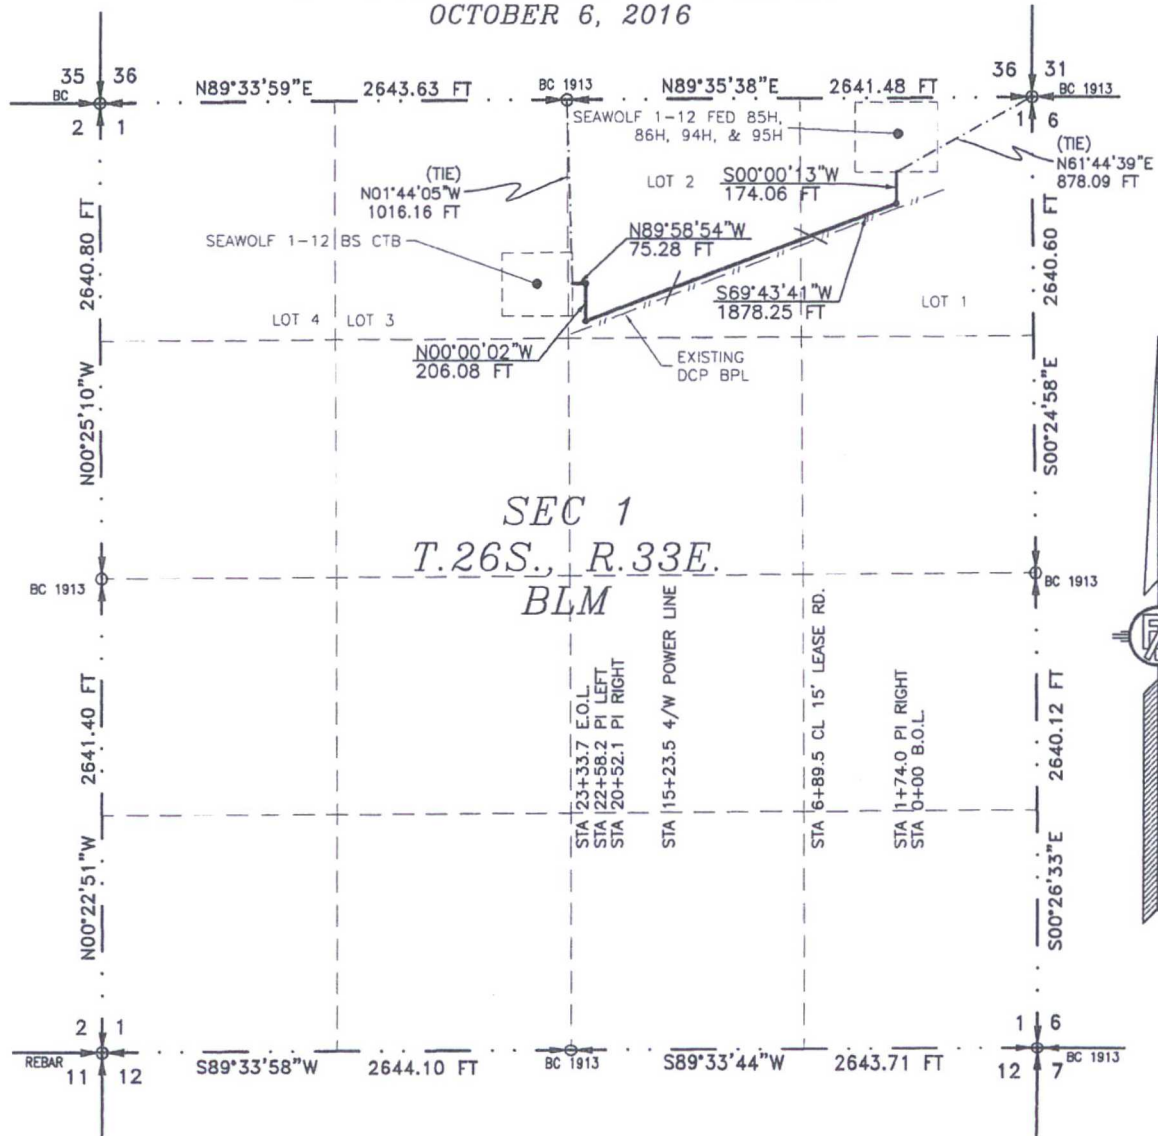 OCTOBER 6, 2016
35 36
BC
2 1
N89°33'59"E 2643.63 FT
BC 1913
N89°35'38"E 2641.48 FT
36 31
BC 1913
1 6
SEAWOLF 1-12 FED 85H,
86H, 94H, & 95H
(TIE)
N61°44'39"E
878.09 FT
(TIE)
N01°44'05"W
1016.16 FT
LOT 2
S00°00'13"W
174.06 FT
SEAWOLF 1-12 BS CTB
N89°58'54"W
75.28 FT
S69°43'41"W
1878.25 FT
LOT 1
LOT 4
LOT 3
N00°00'02"W
206.08 FT
EXISTING
DCP BPL
N00°25'10"W 2640.80 FT
S00°24'58"E 2640.60 FT
SEC 1
T.26S., R.33E.
BLM
BC 1913
BC 1913
STA 23+33.7 E.O.L.
STA 22+58.2 PI LEFT
STA 20+52.1 PI RIGHT
STA 15+23.5 4/W POWER LINE
STA 6+89.5 CL 15' LEASE RD.
STA 1+74.0 PI RIGHT
STA 0+00 B.O.L.
N00°22'51"W 2641.40 FT
S00°26'33"E 2640.12 FT
2 1
REBAR
11 12
S89°33'58"W 2644.10 FT
BC 1913
S89°33'44"W 2643.71 FT
1 6
BC 1913
12 7